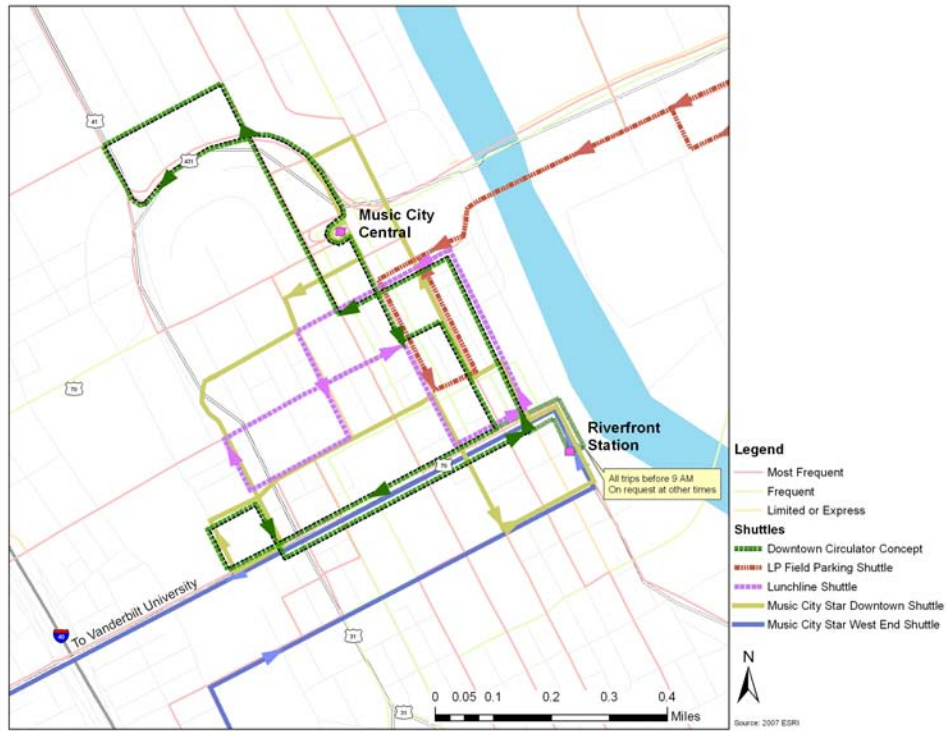 41
431
Music City
Central
70
Riverfront
Station
70
All trips before 9 AM
On request at other times
To Vanderbilt University
40
31
31
0 0.05 0.1 0.2 0.3 0.4
Miles
Legend
Most Frequent
Frequent
Limited or Express
Shuttles
Downtown Circulator Concept
LP Field Parking Shuttle
Lunchline Shuttle
Music City Star Downtown Shuttle
Music City Star West End Shuttle
N
Source: 2007 ESRI